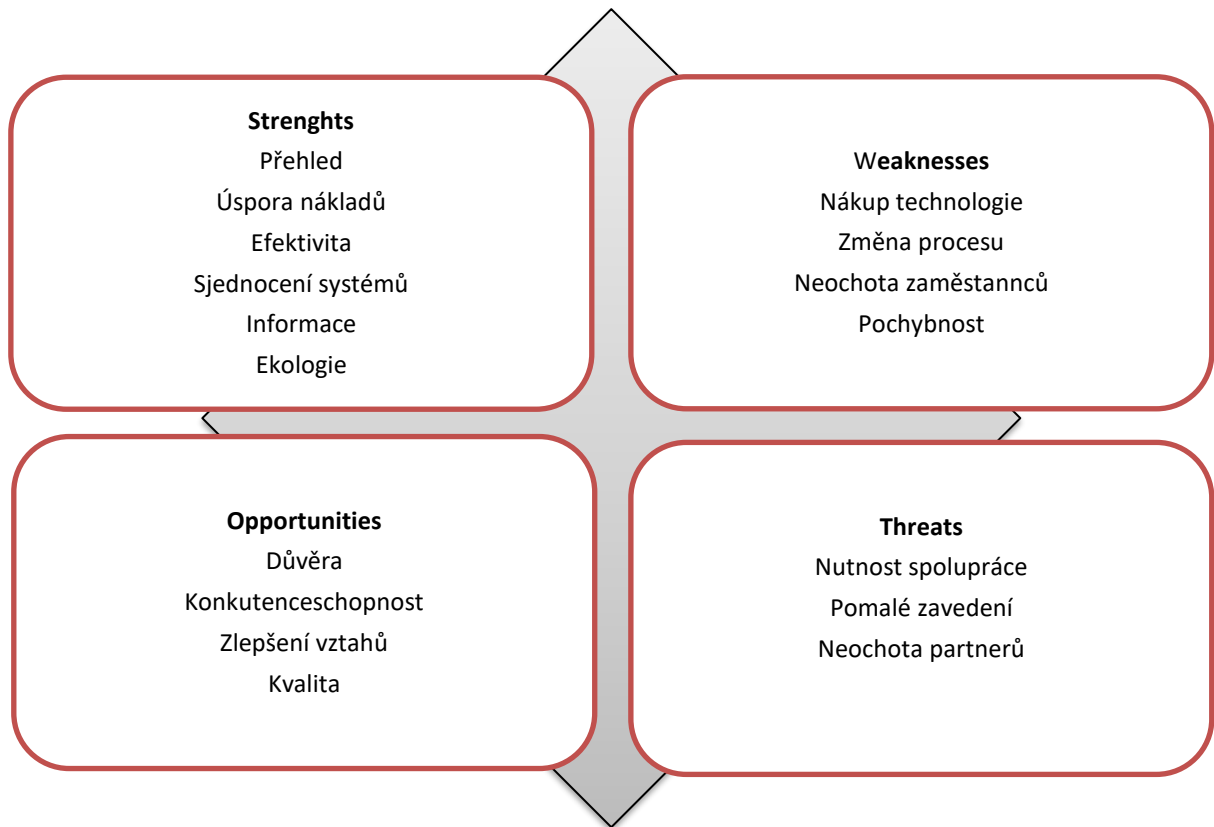 Strenghts
Přehled
Úspora nákladů
Efektivita
Sjednocení systémů
Informace
Ekologie
Weaknesses
Nákup technologie
Změna procesu
Neochota zaměstannců
Pochybnost
Opportunities
Důvěra
Konkutenceschopnost
Zlepšení vztahů
Kvalita
Threats
Nutnost spolupráce
Pomalé zavedení
Neochota partnerů